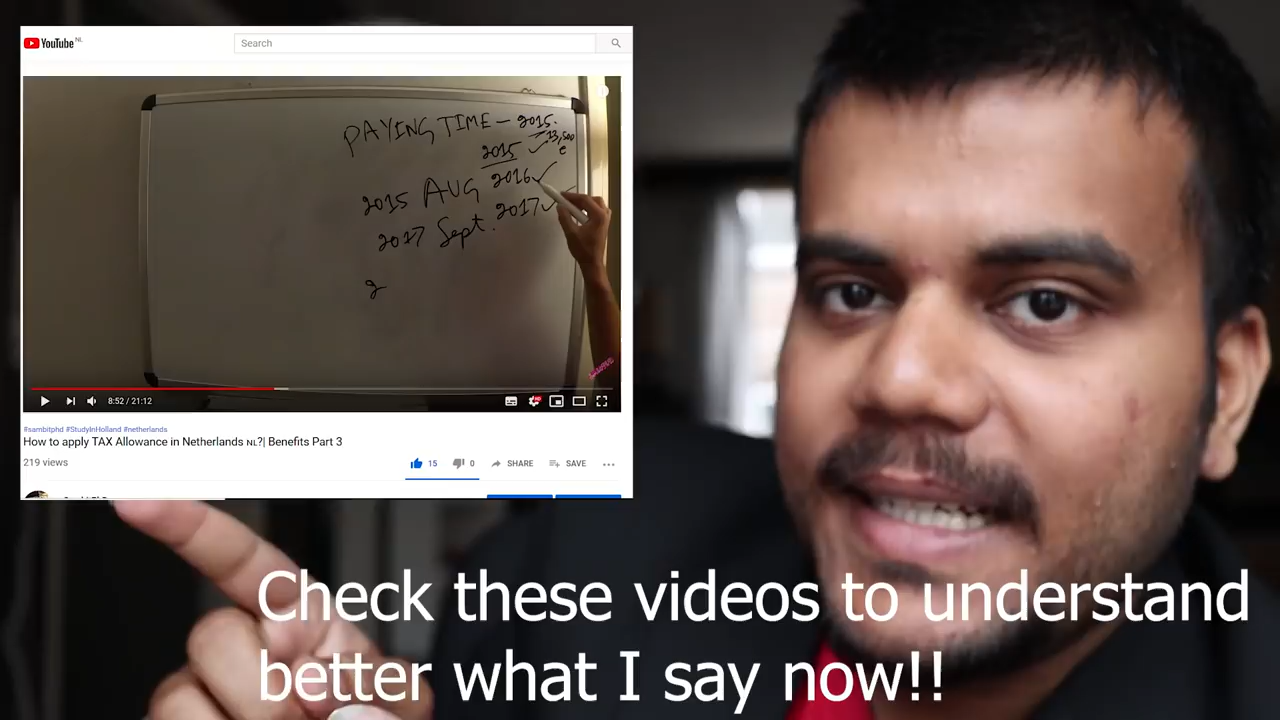 YouTube NL
Search
PAYING TIME – 2015.
13,500
€
2015
2016
2015 AUG
2017
2017 Sept.
2
8:52 / 21:12
#sambitphd #StudyInHolland #netherlands
How to apply TAX Allowance in Netherlands NL?| Benefits Part 3
219 views
15
0
SHARE
SAVE
Check these videos to understand
better what I say now!!